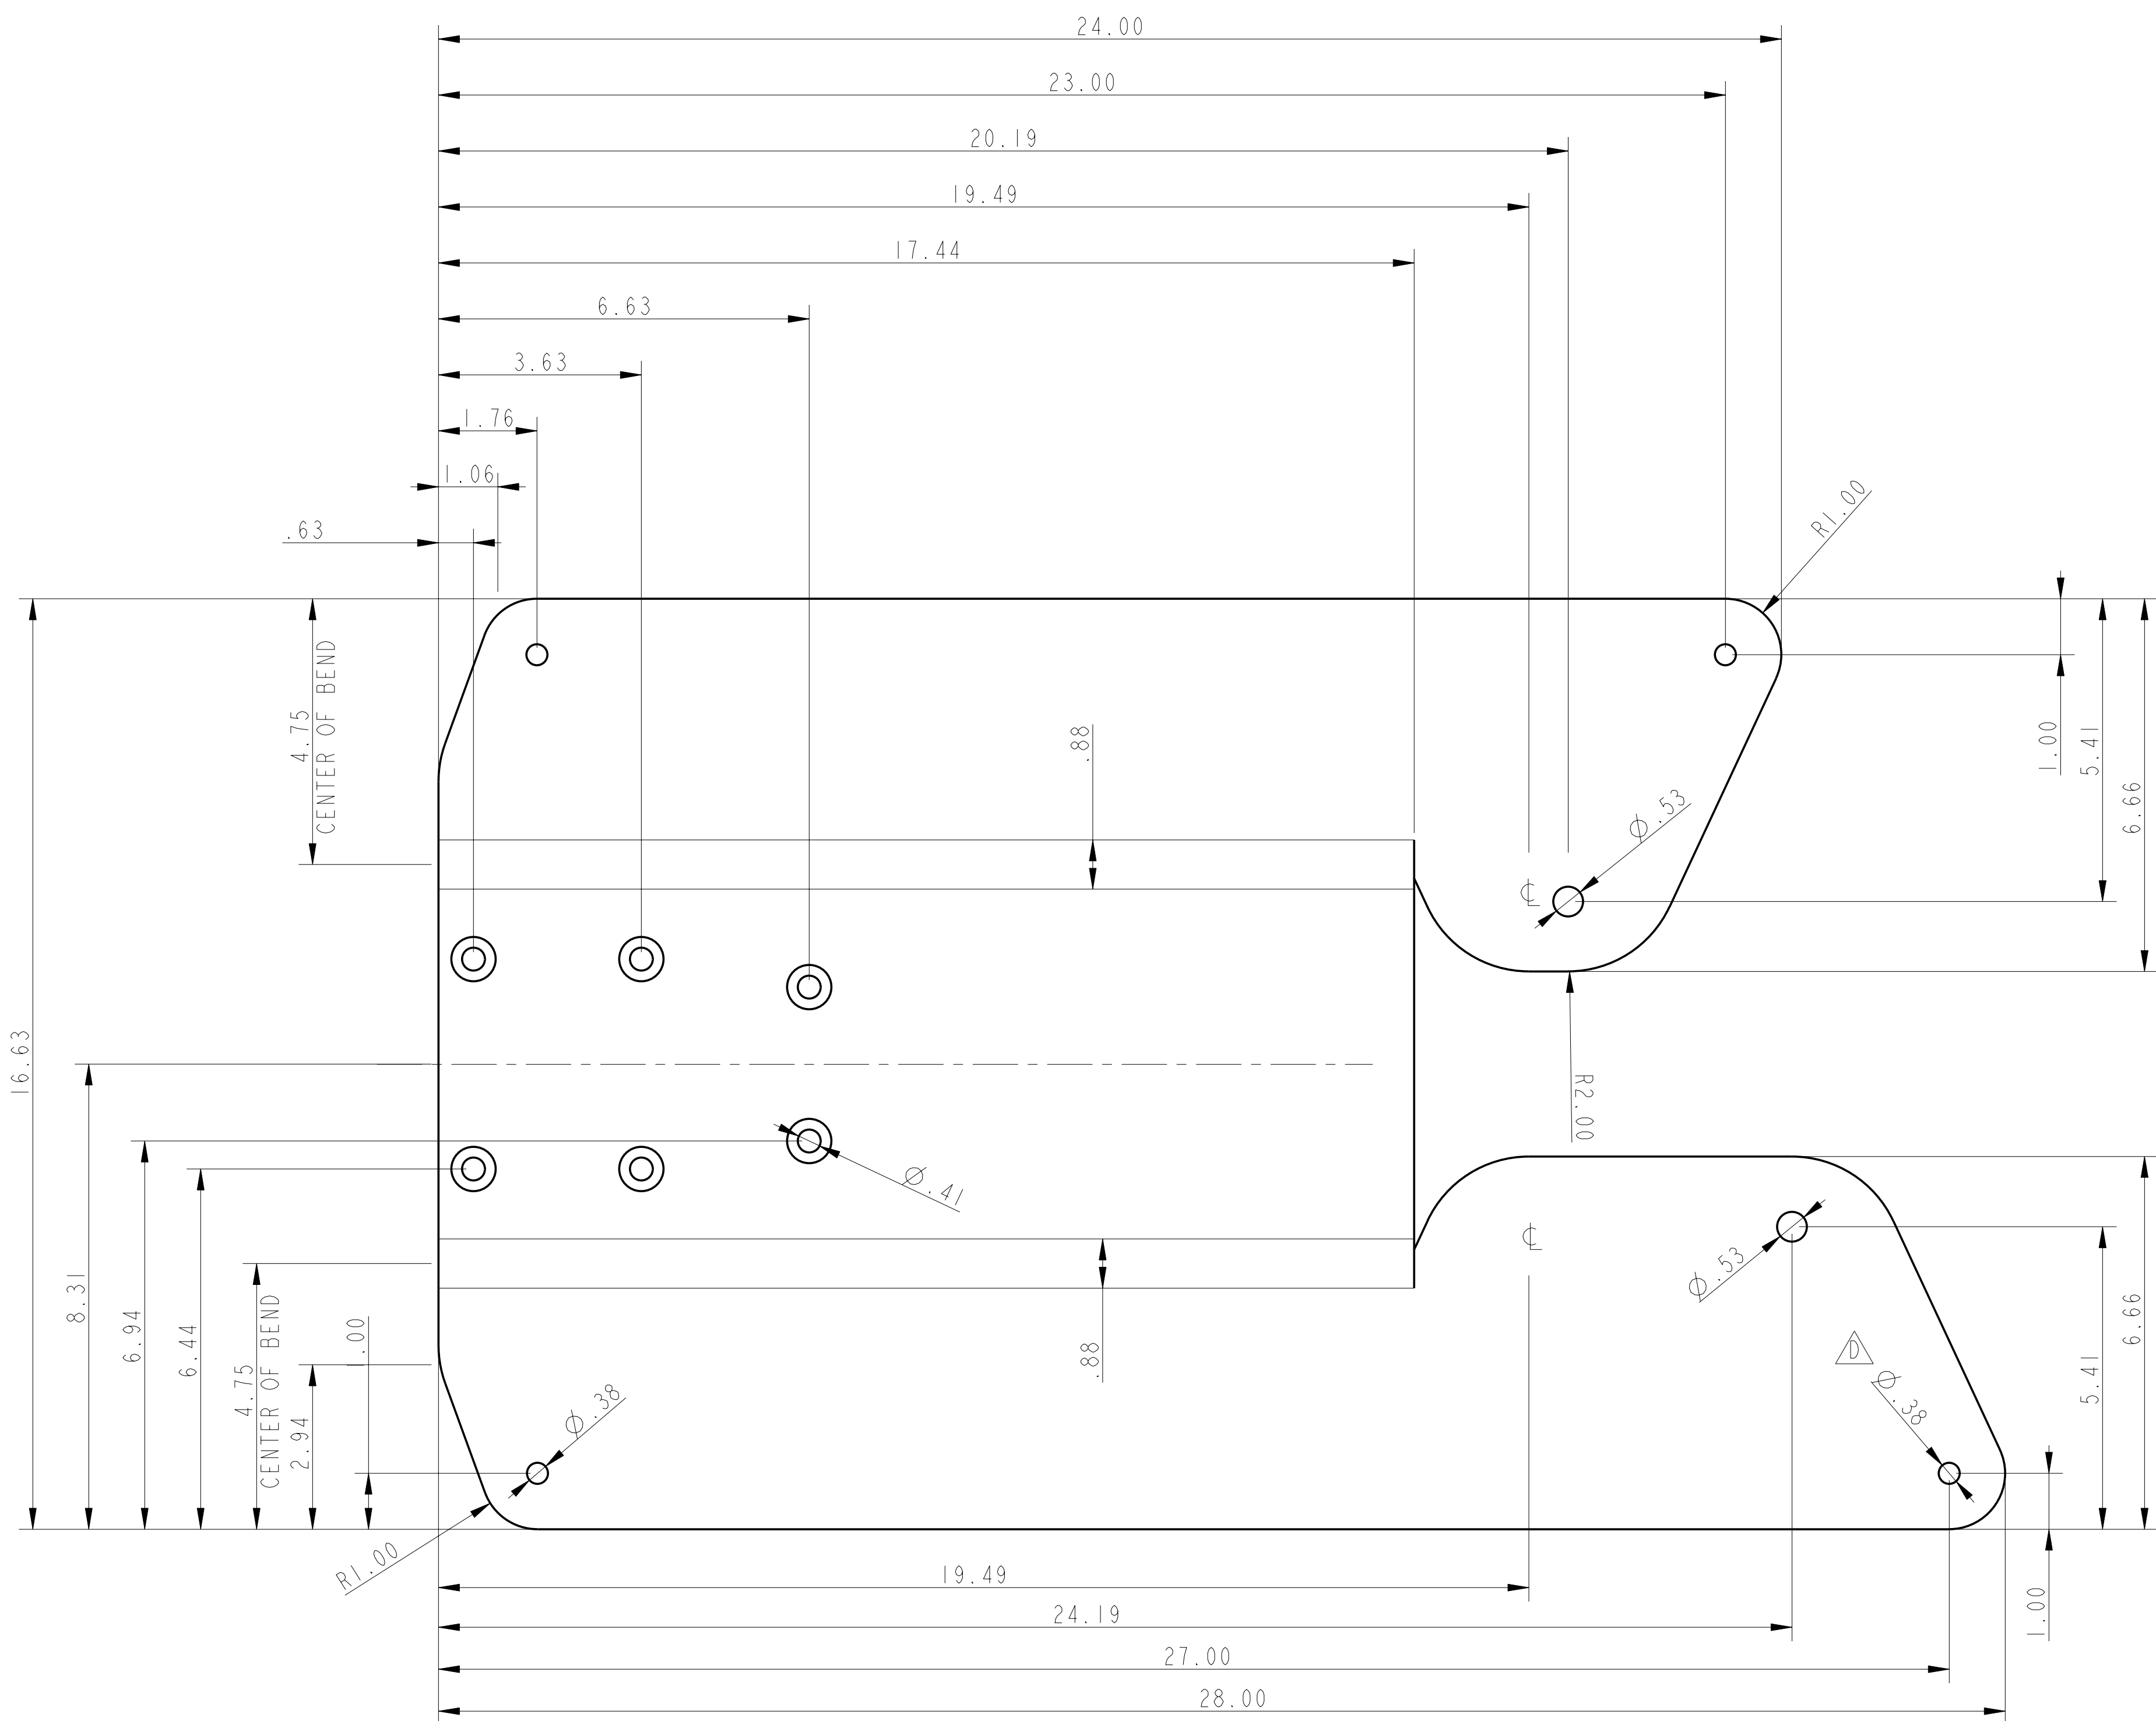 24.00
23.00
20.19
19.49
17.44
6.63
3.63
1.76
1.06
.63
R1.00
4.75
CENTER OF BEND
.88
1.00
5.41
6.66
Ø.53
℄
16.63
R2.00
Ø.41
℄
Ø.53
8.31
6.94
6.44
4.75
CENTER OF BEND
2.94
1.00
.88
D
Ø.38
Ø.38
5.41
6.66
R1.00
1.00
19.49
24.19
27.00
28.00